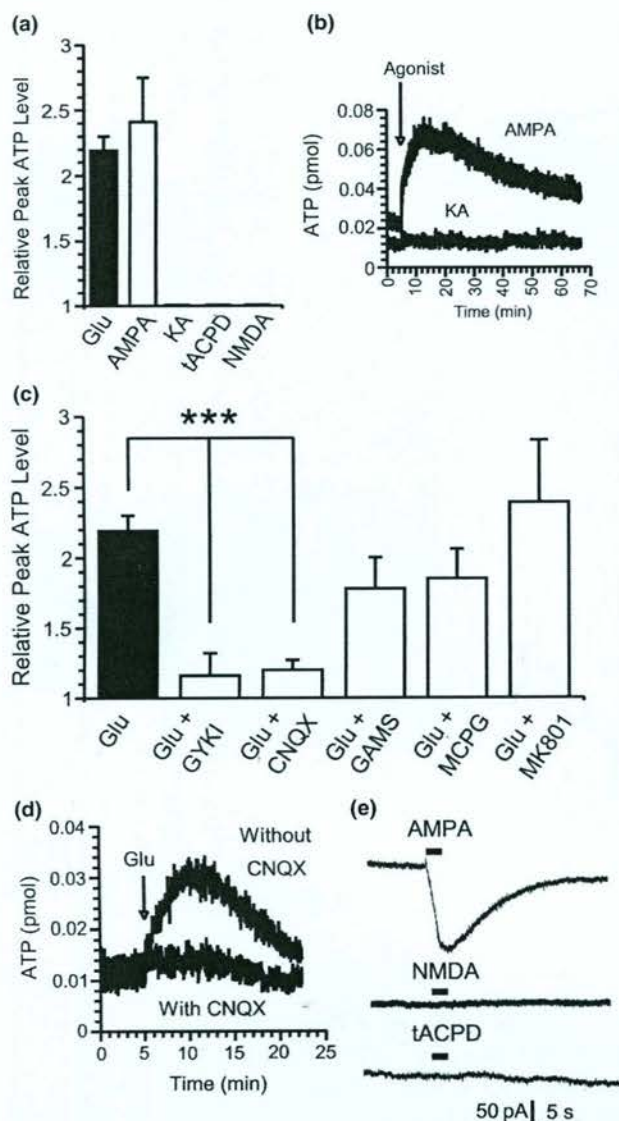 (a)
3
2.5
2
1.5
1
Relative Peak ATP Level
Glu
AMPA
KA
tACPD
NMDA
(b)
Agonist
0.08
0.06
0.04
0.02
0
ATP (pmol)
AMPA
KA
0 10 20 30 40 50 60 70
Time (min)
(c)
3
2.5
2
1.5
1
Relative Peak ATP Level
***
Glu
Glu + GYKI
Glu + CNQX
Glu + GAMS
Glu + MCPG
Glu + MK801
(d)
0.04
0.03
0.02
0.01
0
ATP (pmol)
Glu
Without
CNQX
With CNQX
0 5 10 15 20 25
Time (min)
(e)
AMPA
NMDA
tACPD
50 pA 5 s